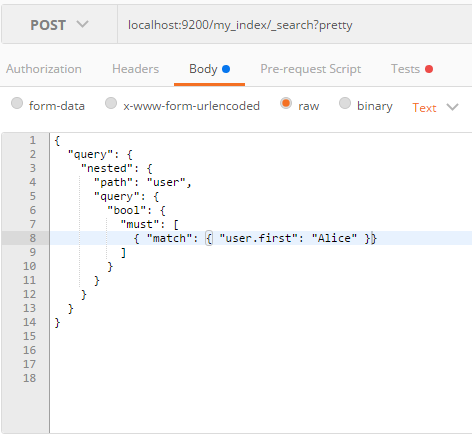 POST localhost:9200/my_index/_search?pretty
Authorization Headers Body Pre-request Script Tests
form-data x-www-form-urlencoded raw binary Text
1 {
2   "query": {
3     "nested": {
4       "path": "user",
5       "query": {
6         "bool": {
7           "must": [
8             { "match": { "user.first": "Alice" }}
9           ]
10         }
11       }
12     }
13   }
14 }
15
16
17
18